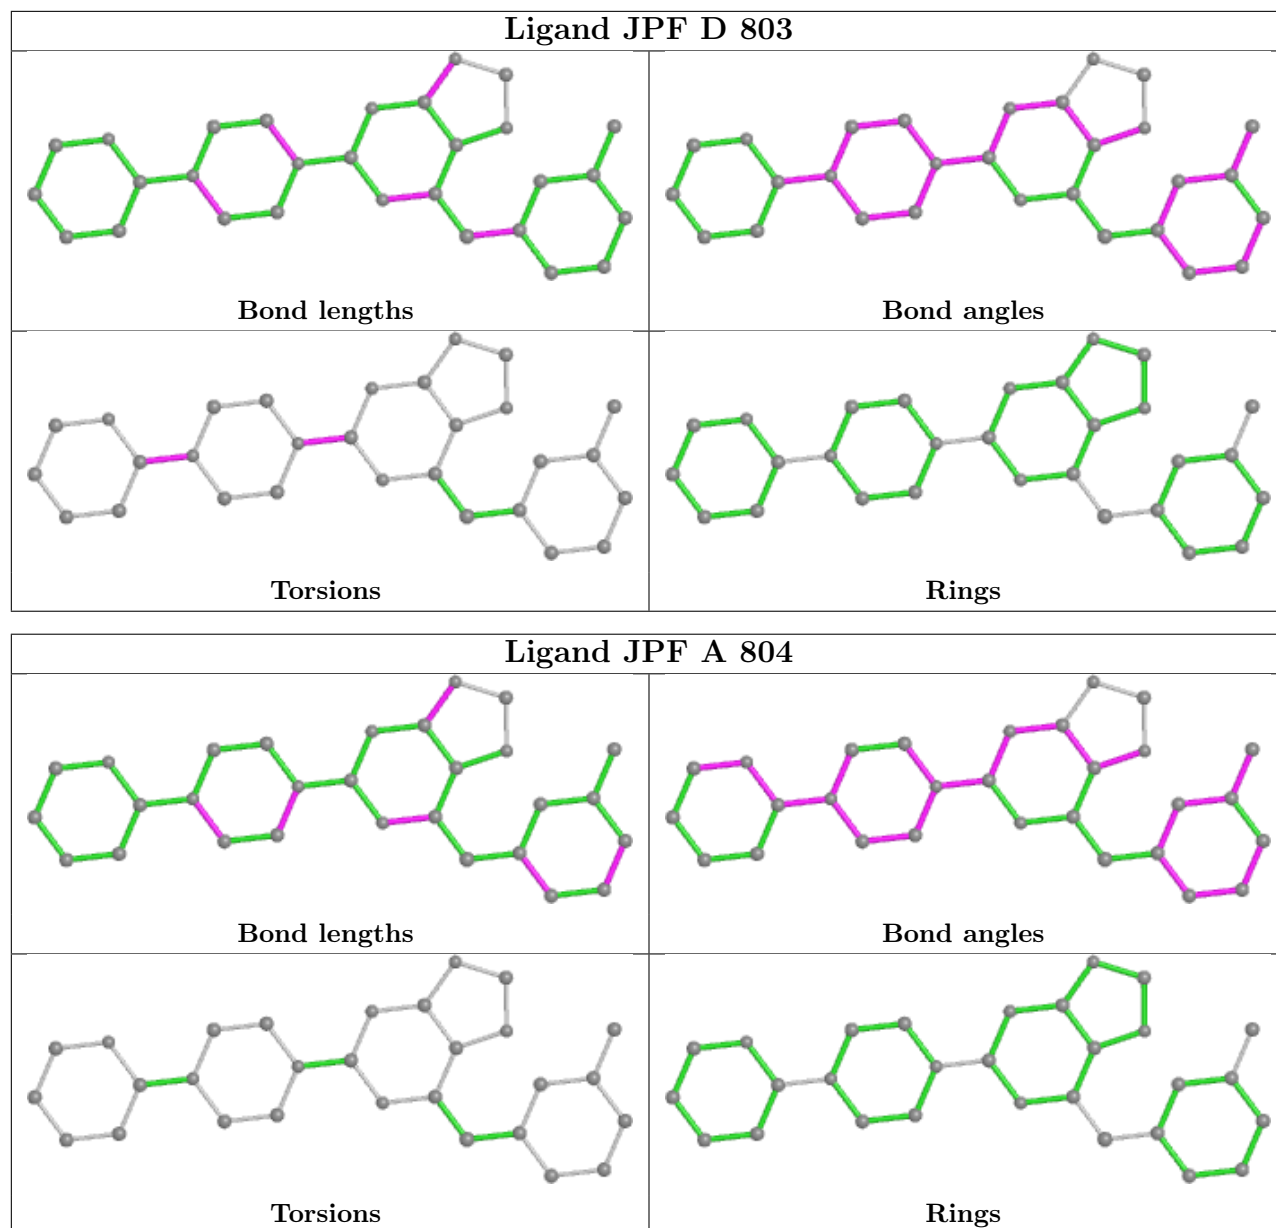 Ligand JPF D 803
Bond lengths
Bond angles
Torsions
Rings
Ligand JPF A 804
Bond lengths
Bond angles
Torsions
Rings